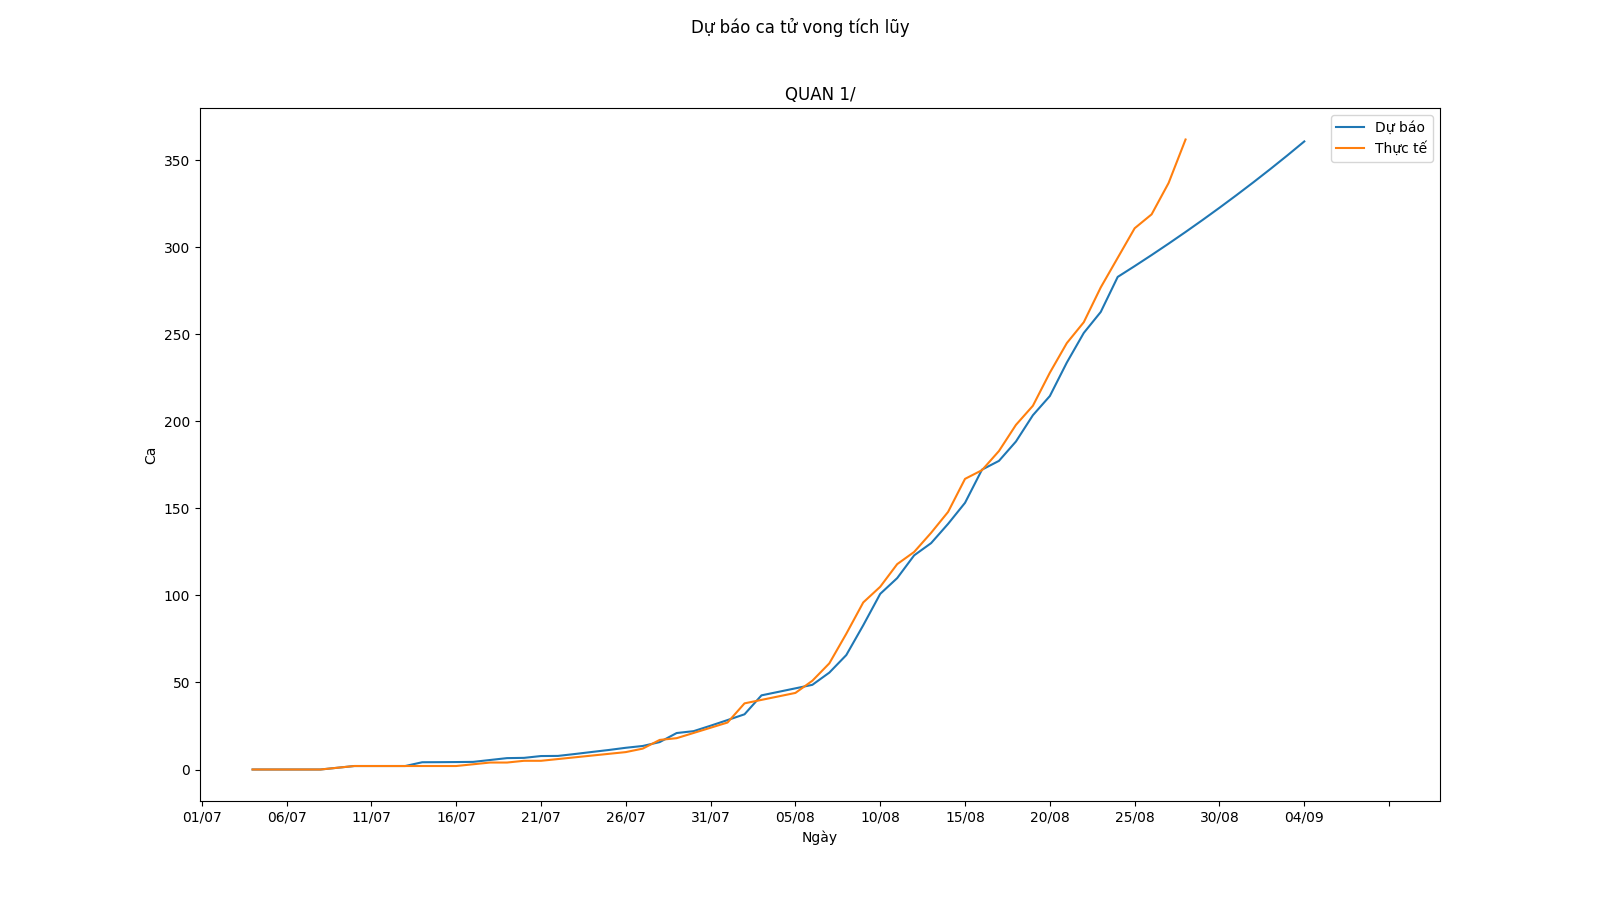 Dự báo ca tử vong tích lũy
QUAN 1/
Dự báo
Thực tế
350
300
250
200
150
100
50
0
Ca
01/07 06/07 11/07 16/07 21/07 26/07 31/07 05/08 10/08 15/08 20/08 25/08 30/08 04/09
Ngày